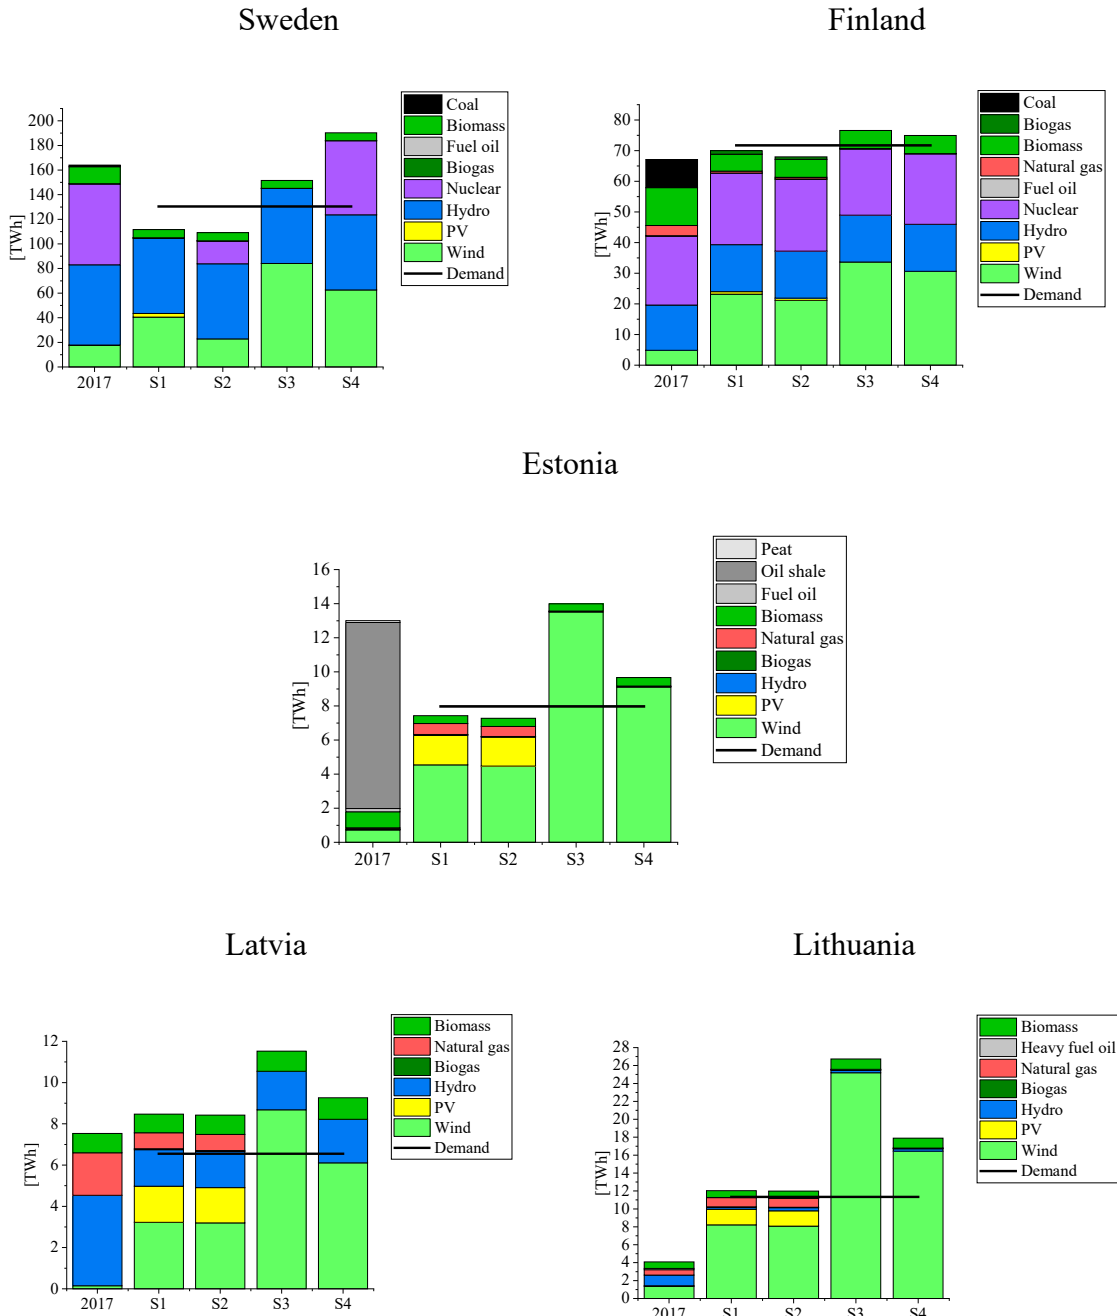 Sweden
[TWh]
200
180
160
140
120
100
80
60
40
20
0
2017 S1 S2 S3 S4
Coal
Biomass
Fuel oil
Biogas
Nuclear
Hydro
PV
Wind
Demand
Finland
[TWh]
80
70
60
50
40
30
20
10
0
2017 S1 S2 S3 S4
Coal
Biogas
Biomass
Natural gas
Fuel oil
Nuclear
Hydro
PV
Wind
Demand
Estonia
[TWh]
16
14
12
10
8
6
4
2
0
2017 S1 S2 S3 S4
Peat
Oil shale
Fuel oil
Biomass
Natural gas
Biogas
Hydro
PV
Wind
Demand
Latvia
[TWh]
12
10
8
6
4
2
0
2017 S1 S2 S3 S4
Biomass
Natural gas
Biogas
Hydro
PV
Wind
Demand
Lithuania
[TWh]
28
26
24
22
20
18
16
14
12
10
8
6
4
2
0
2017 S1 S2 S3 S4
Biomass
Heavy fuel oil
Natural gas
Biogas
Hydro
PV
Wind
Demand